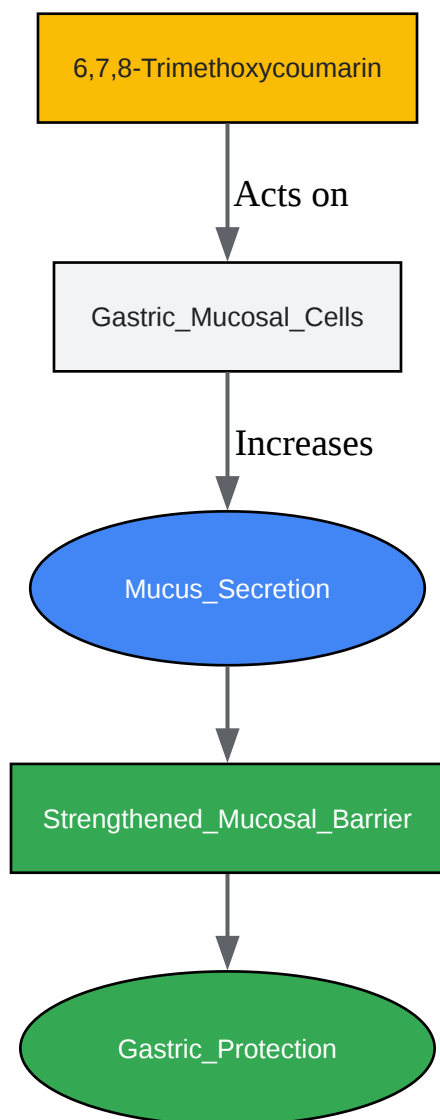 6,7,8-Trimethoxycoumarin
Acts on
Gastric_Mucosal_Cells
Increases
Mucus_Secretion
Strengthened_Mucosal_Barrier
Gastric_Protection